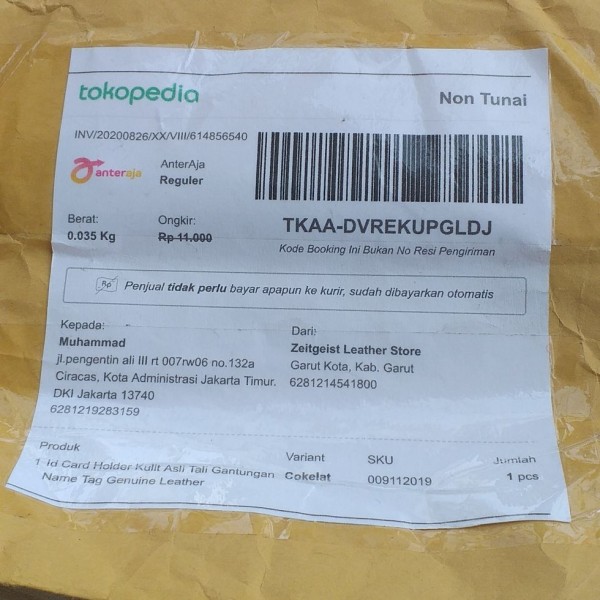 tokopedia
Non Tunai
INV/20200826/XX/VIII/614856540
anteraja
AnterAja
Reguler
Berat:
Ongkir:
0.035 Kg
Rp 11.000
TKAA-DVREKUPGLDJ
Kode Booking Ini Bukan No Resi Pengiriman
Rp Penjual tidak perlu bayar apapun ke kurir, sudah dibayarkan otomatis
Kepada:
Muhammad
jl.pengentin ali III rt 007rw06 no.132a
Ciracas, Kota Administrasi Jakarta Timur.
DKI Jakarta 13740
6281219283159
Dari:
Zeitgeist Leather Store
Garut Kota, Kab. Garut
6281214541800
Produk
Variant
SKU
Jumlah
1 Id Card Holder Kulit Asli Tali Gantungan
Name Tag Genuine Leather
Cokelat
009112019
1 pcs